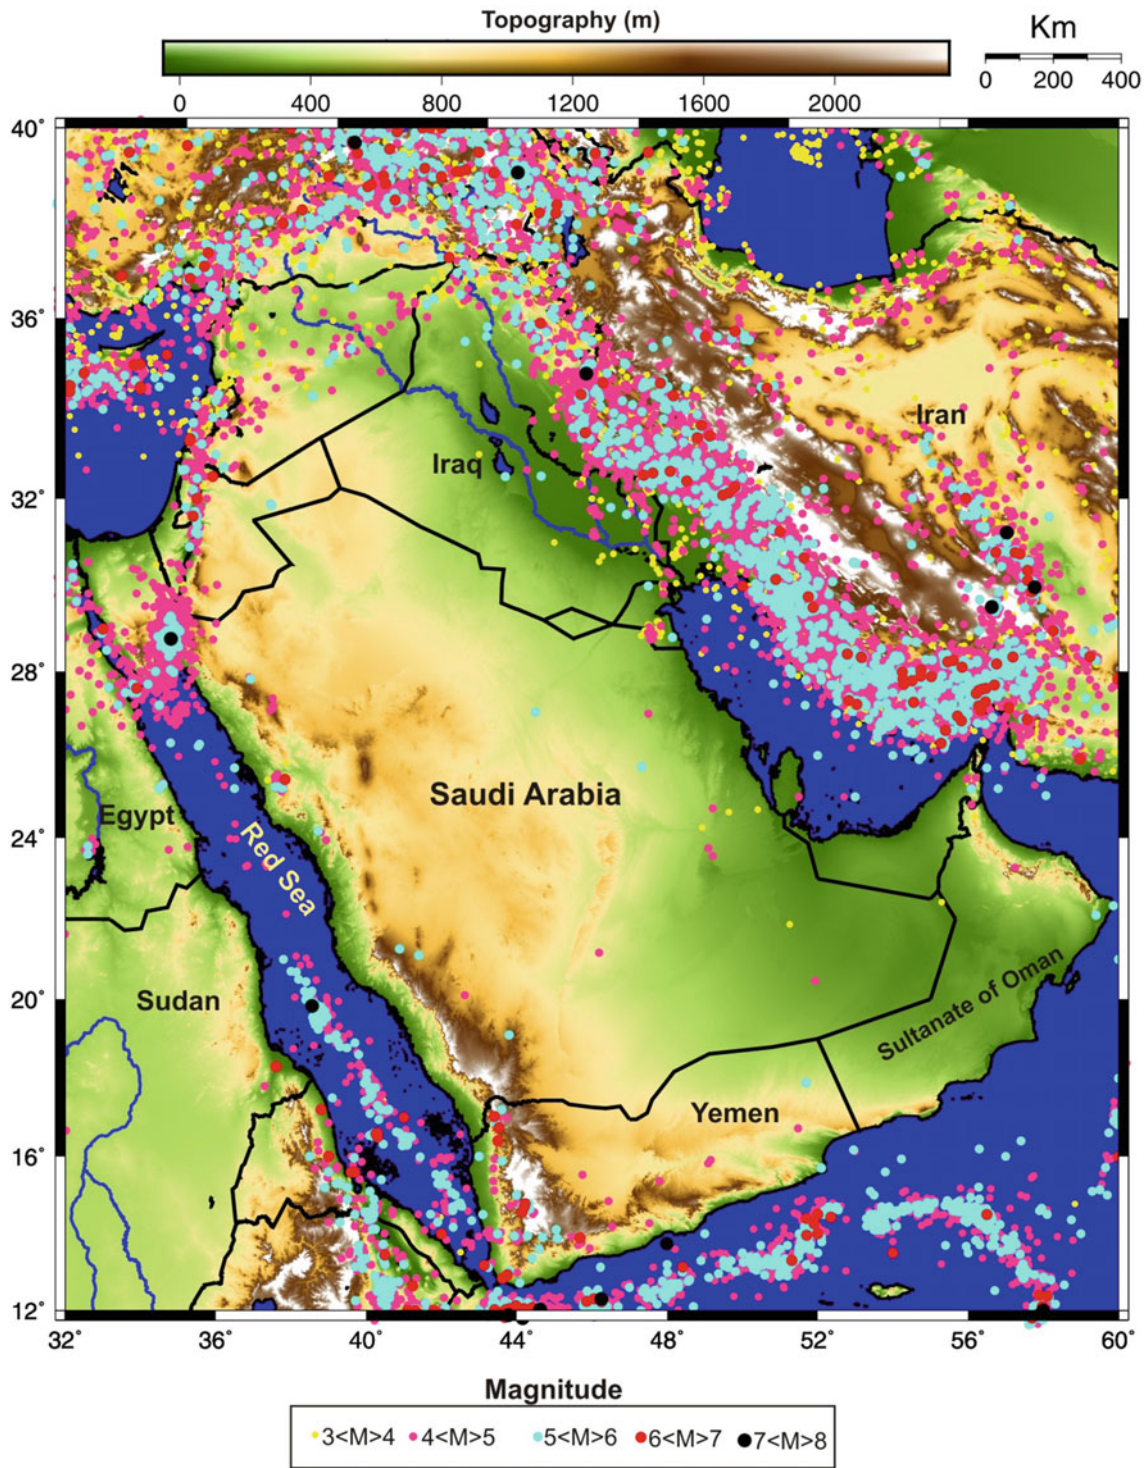 Topography (m)
Km
0 200 400
0 400 800 1200 1600 2000
40°
36°
Iran
Iraq
32°
28°
Saudi Arabia
Egypt
24°
Red Sea
20°
Sudan
Sultanate of Oman
Yemen
16°
12°
32° 36° 40° 44° 48° 52° 56° 60°
Magnitude
3<M>4 4<M>5 5<M>6 6<M>7 7<M>8